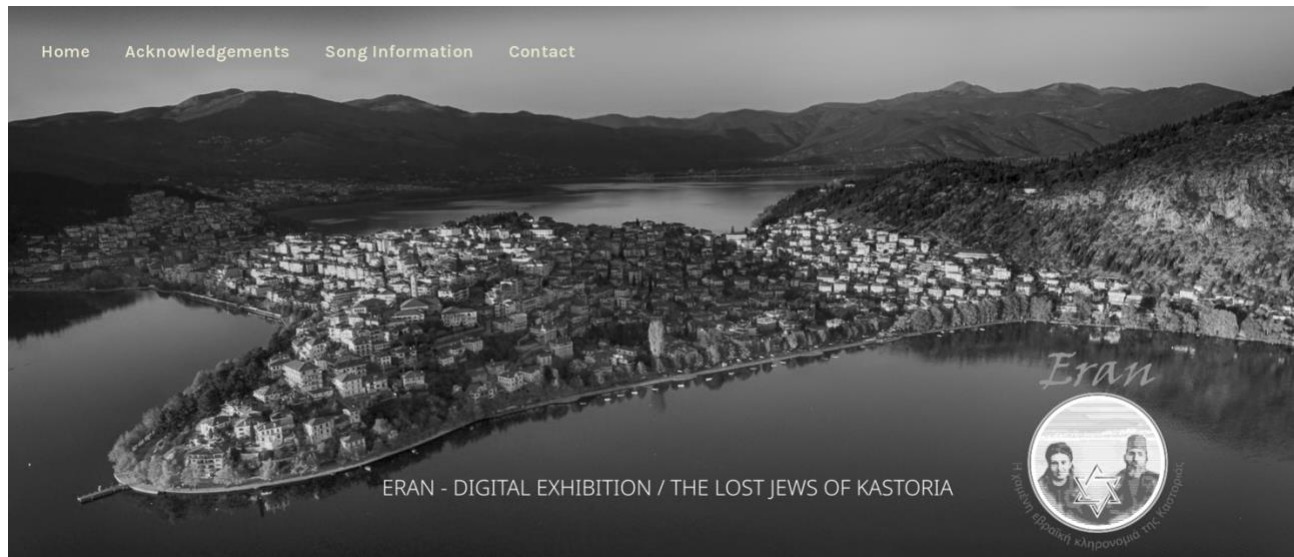 Home Acknowledgements Song Information Contact
Eran
ERAN - DIGITAL EXHIBITION / THE LOST JEWS OF KASTORIA
Η χαμένη εβραϊκή κληρονομιά της Καστοριάς